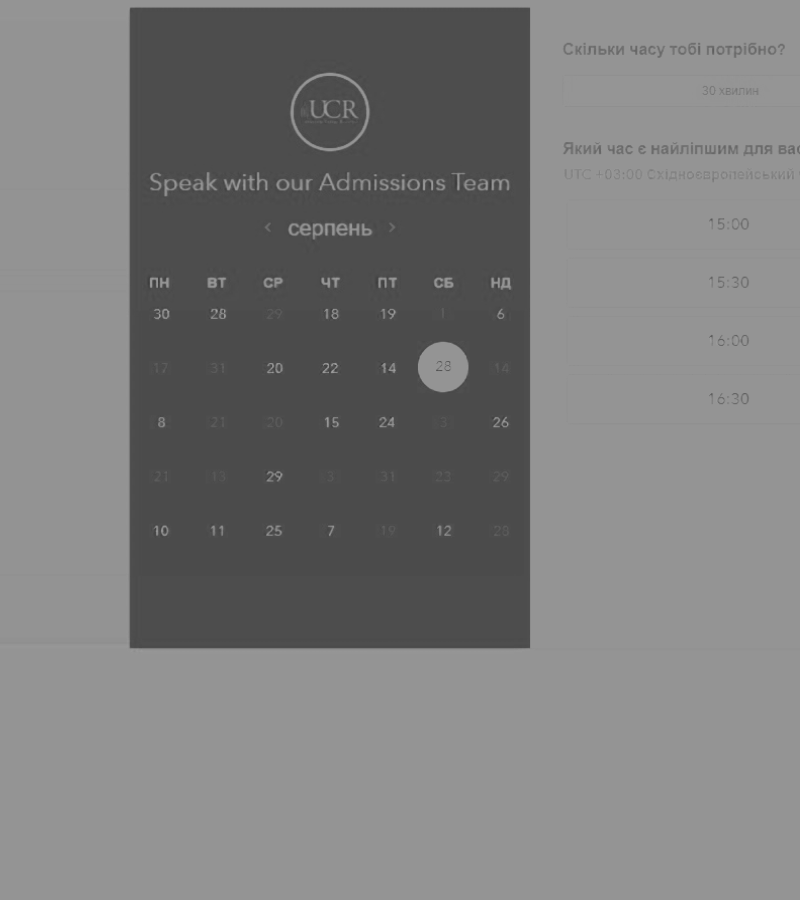 UCR
Speak with our Admissions Team
‹ серпень ›
ПН ВТ СР ЧТ ПТ СБ НД
30 28 29 18 19 1 6
17 31 20 22 14 28 14
8 21 20 15 24 3 26
21 13 29 3 31 23 29
10 11 25 7 19 12 28
Скільки часу тобі потрібно?
30 хвилин
Який час є найліпшим для вас
UTC +03:00 Східноєвропейський
15:00
15:30
16:00
16:30